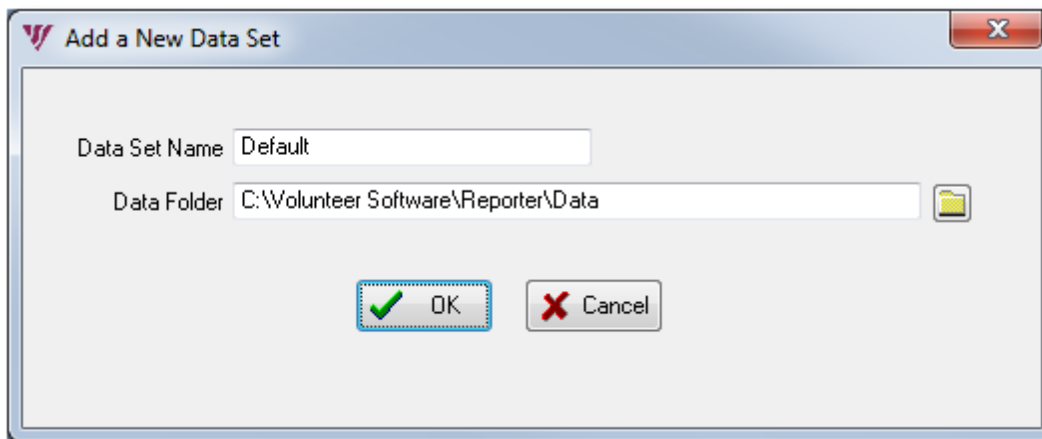 Add a New Data Set
Data Set Name Default
Data Folder C:\Volunteer Software\Reporter\Data
OK Cancel